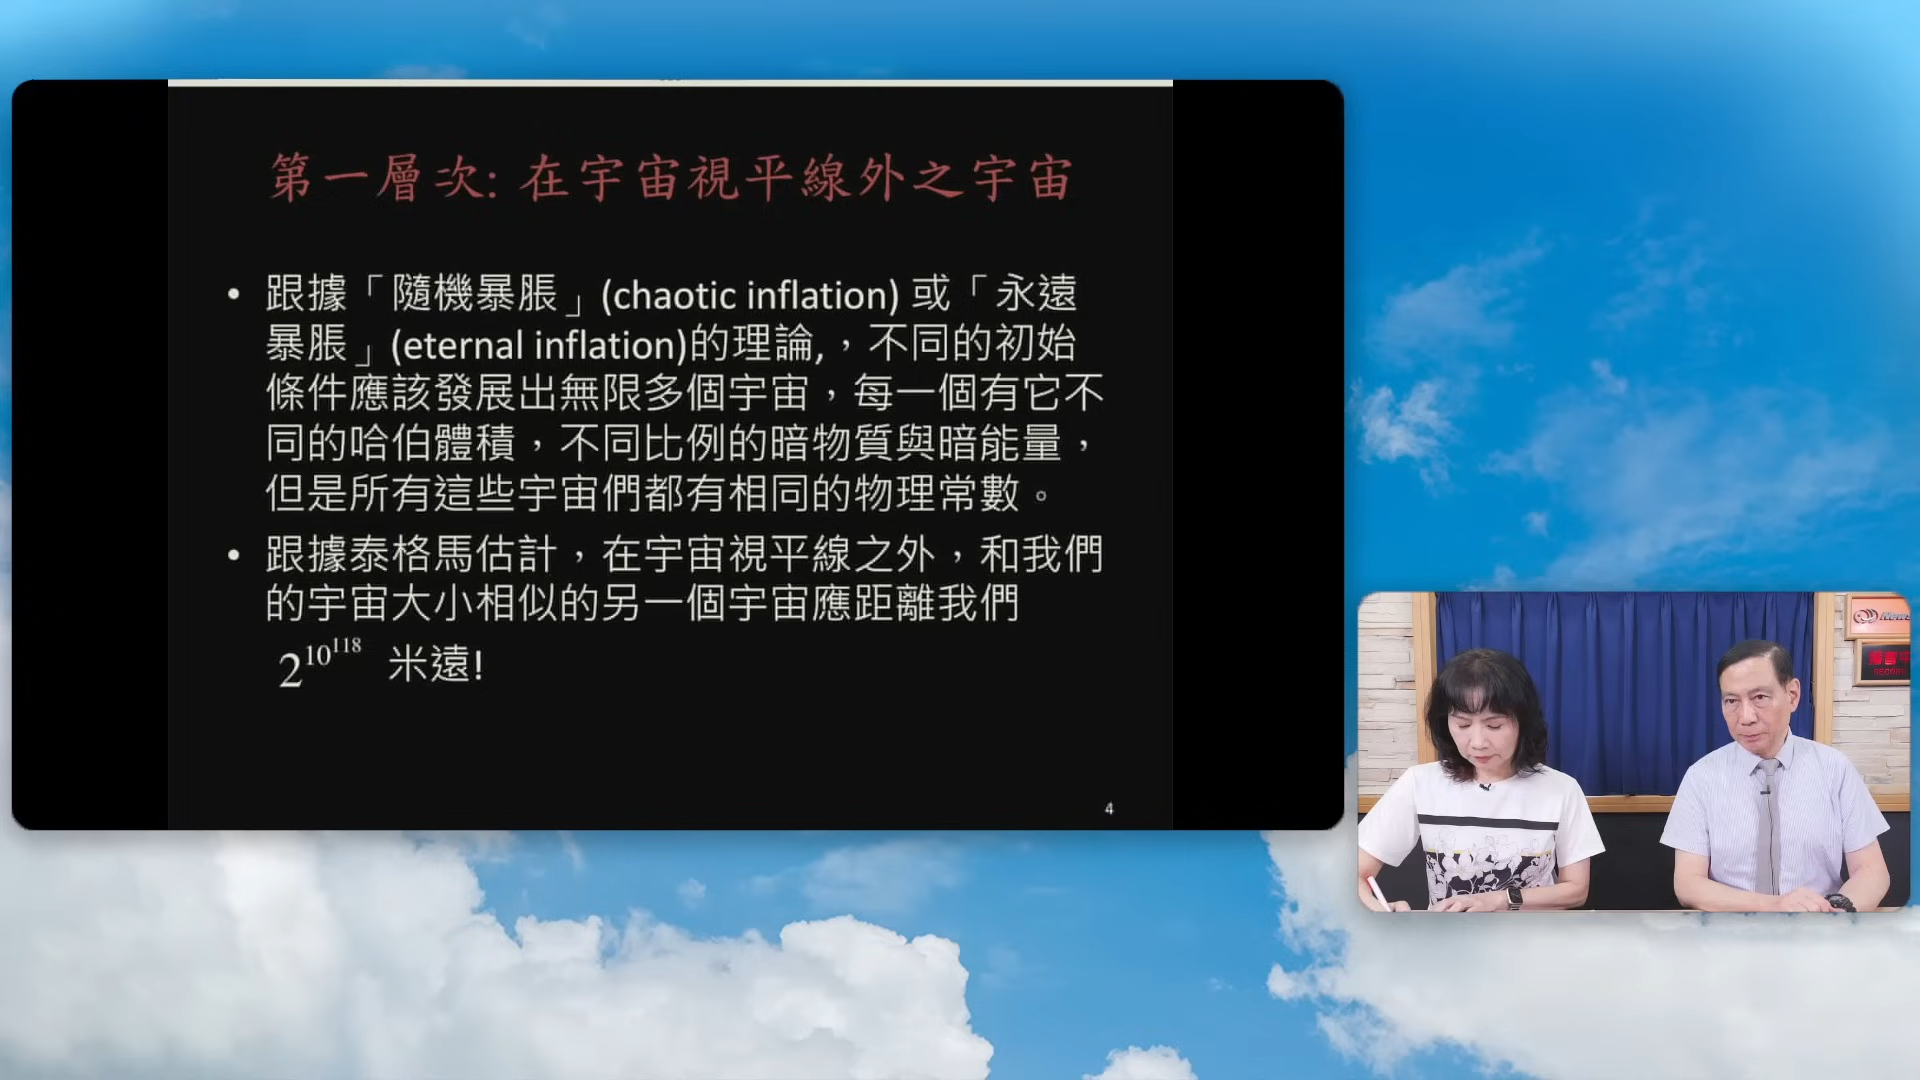 第一層次: 在宇宙視平線外之宇宙
• 跟據「隨機暴脹」(chaotic inflation) 或「永遠
暴脹」(eternal inflation)的理論,，不同的初始
條件應該發展出無限多個宇宙，每一個有它不
同的哈伯體積，不同比例的暗物質與暗能量，
但是所有這些宇宙們都有相同的物理常數。
• 跟據泰格馬估計，在宇宙視平線之外，和我們
的宇宙大小相似的另一個宇宙應距離我們
2^10^118 米遠!
4
News